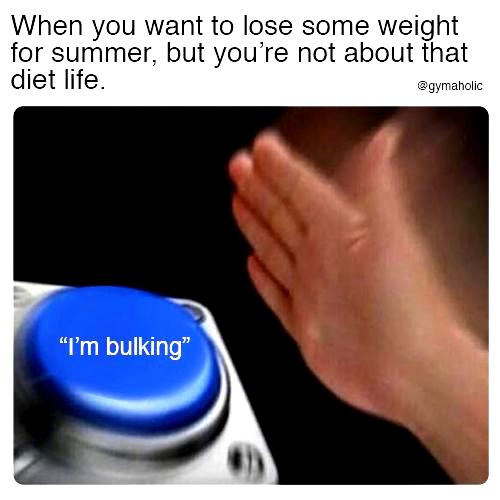 When you want to lose some weight
for summer, but you’re not about that
diet life.
@gymaholic
“I’m bulking”